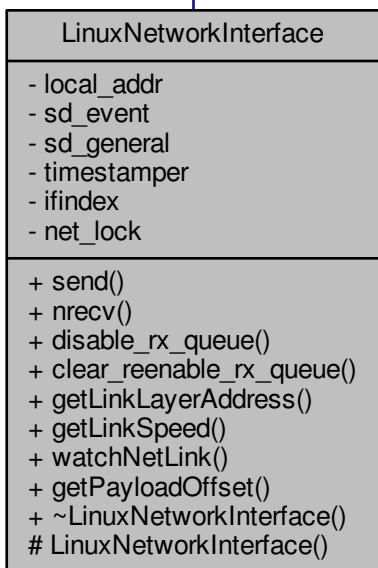 LinuxNetworkInterface
- local_addr
- sd_event
- sd_general
- timestamper
- ifindex
- net_lock
+ send()
+ nrecv()
+ disable_rx_queue()
+ clear_reenable_rx_queue()
+ getLinkLayerAddress()
+ getLinkSpeed()
+ watchNetLink()
+ getPayloadOffset()
+ ~LinuxNetworkInterface()
# LinuxNetworkInterface()